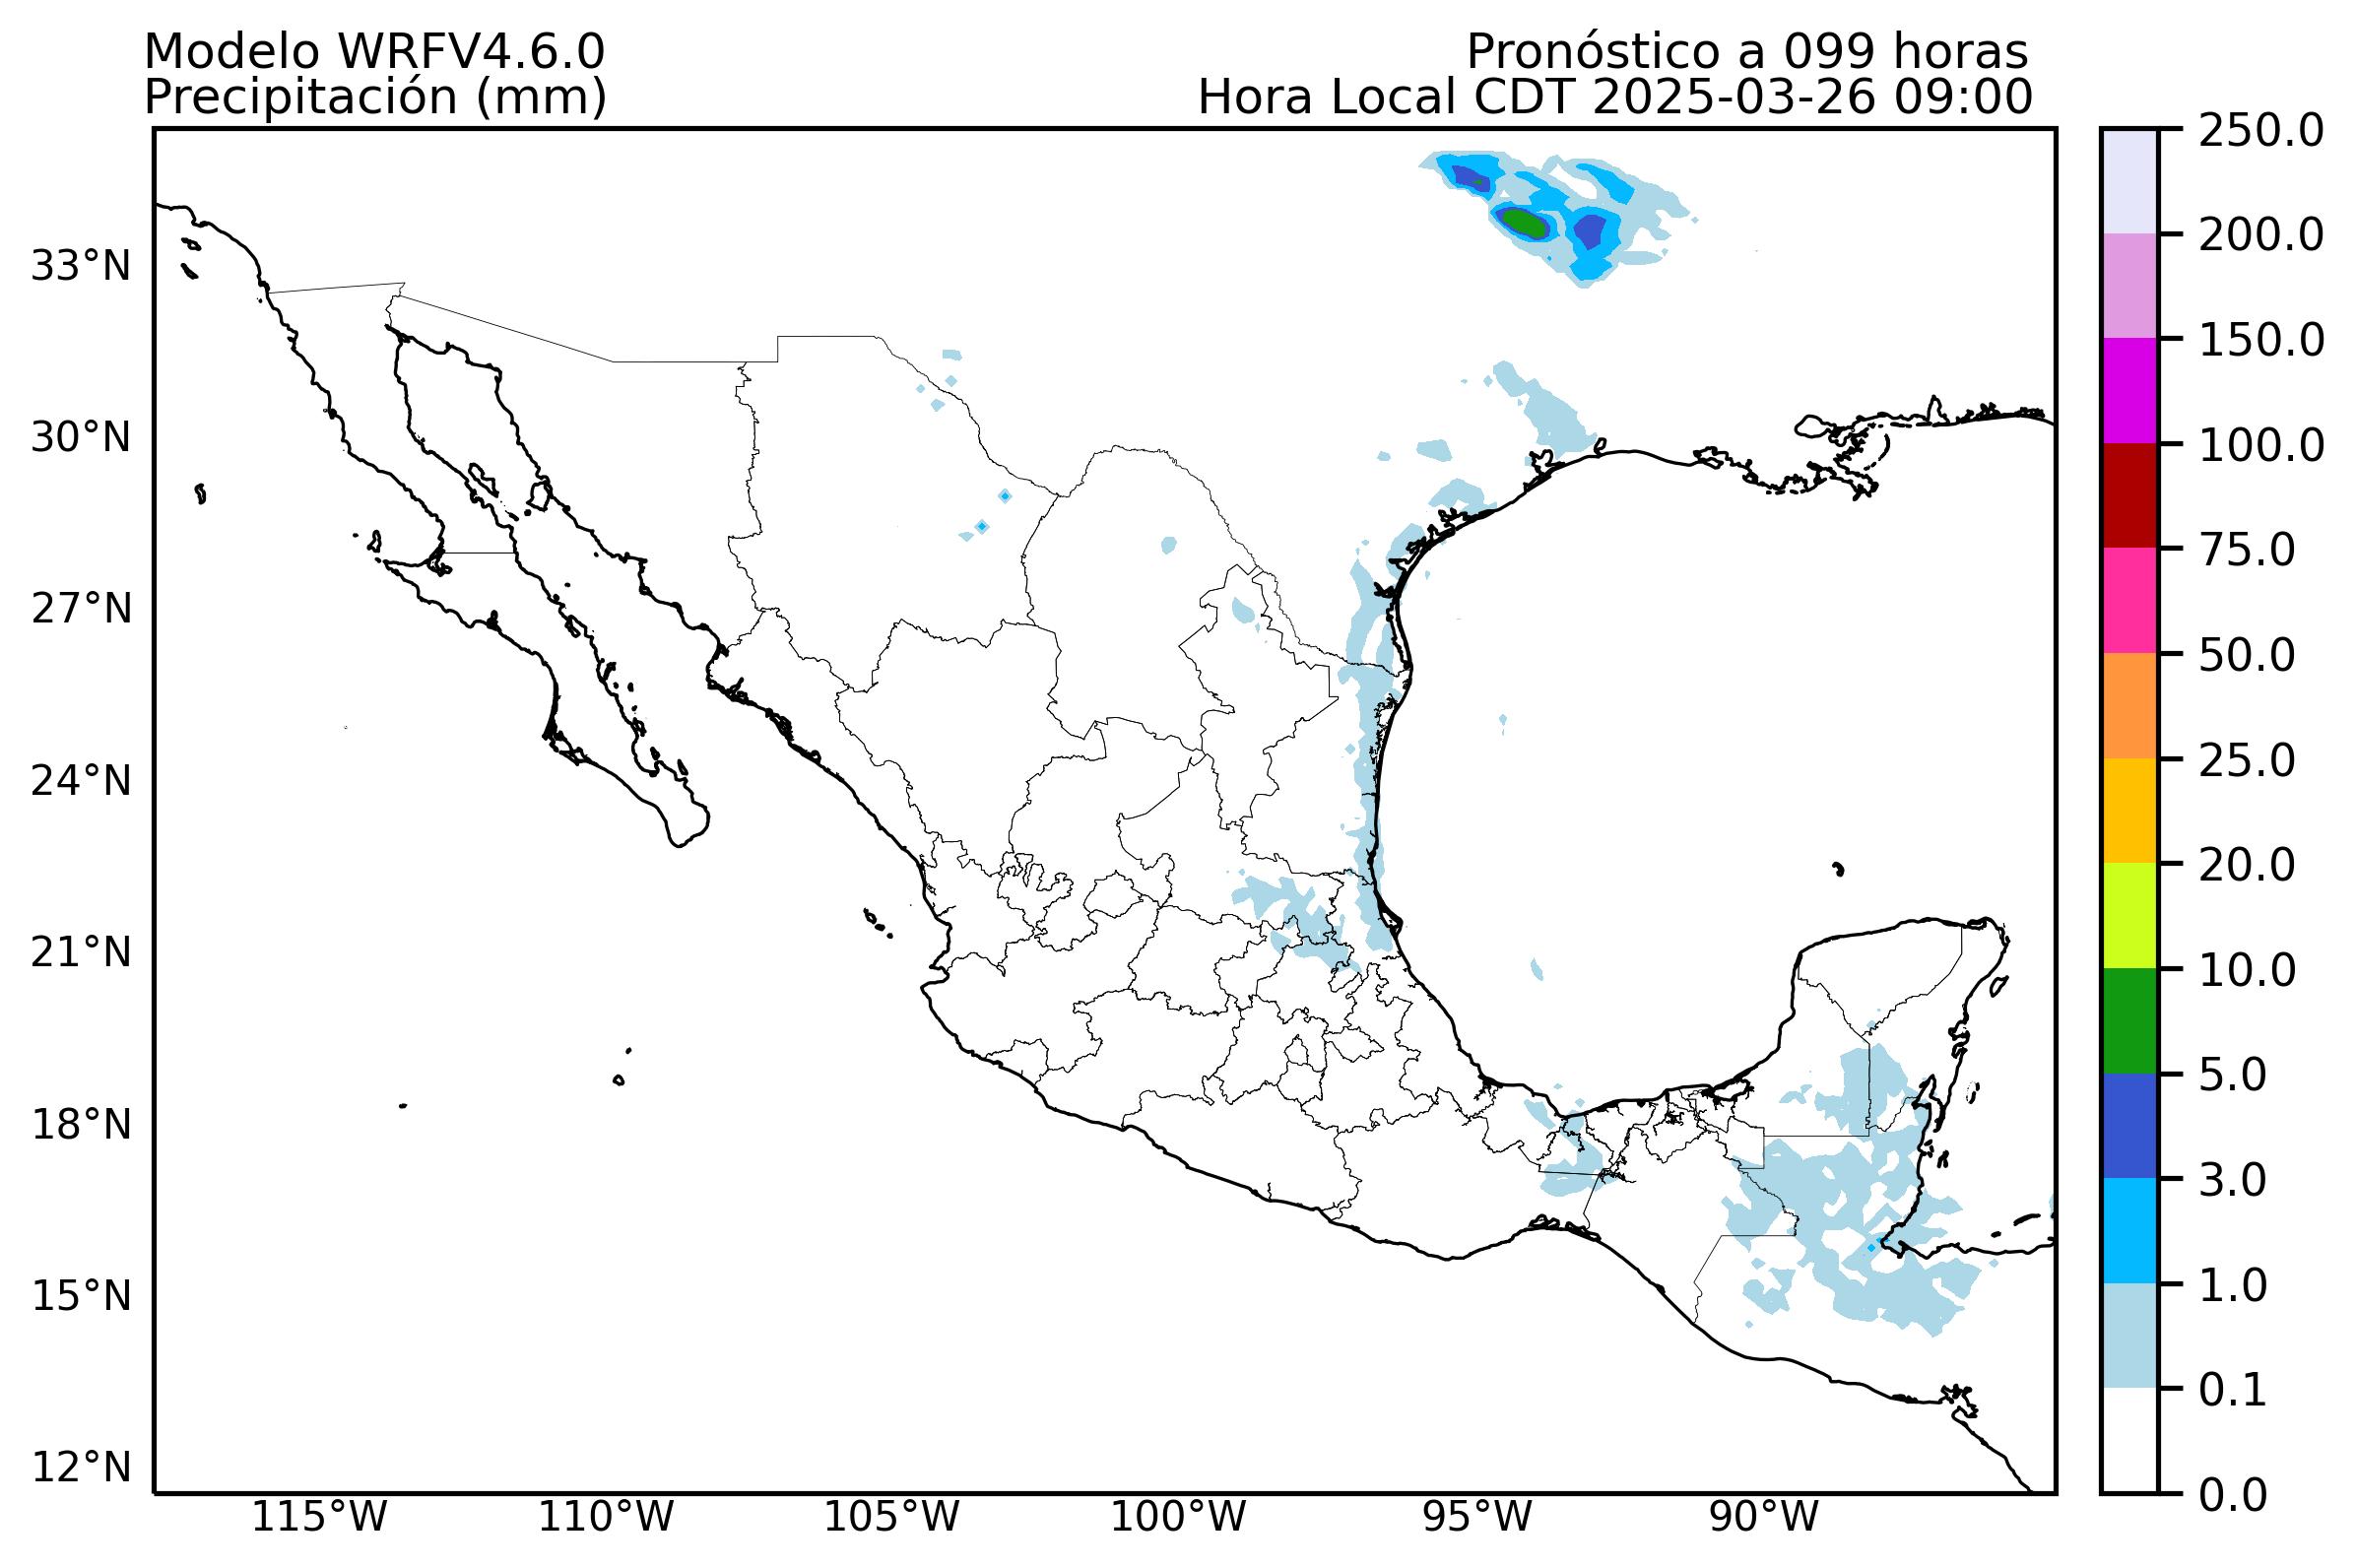 Modelo WRFV4.6.0
Pronóstico a 099 horas
Precipitación (mm)
Hora Local CDT 2025-03-26 09:00
33°N
30°N
27°N
24°N
21°N
18°N
15°N
12°N
115°W
110°W
105°W
100°W
95°W
90°W
250.0
200.0
150.0
100.0
75.0
50.0
25.0
20.0
10.0
5.0
3.0
1.0
0.1
0.0